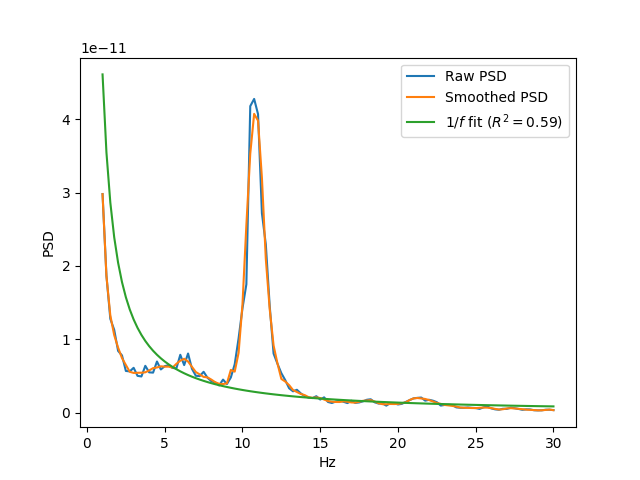 1e−11
Raw PSD
Smoothed PSD
1/f fit (R² = 0.59)
4
3
2
1
0
PSD
0 5 10 15 20 25 30
Hz